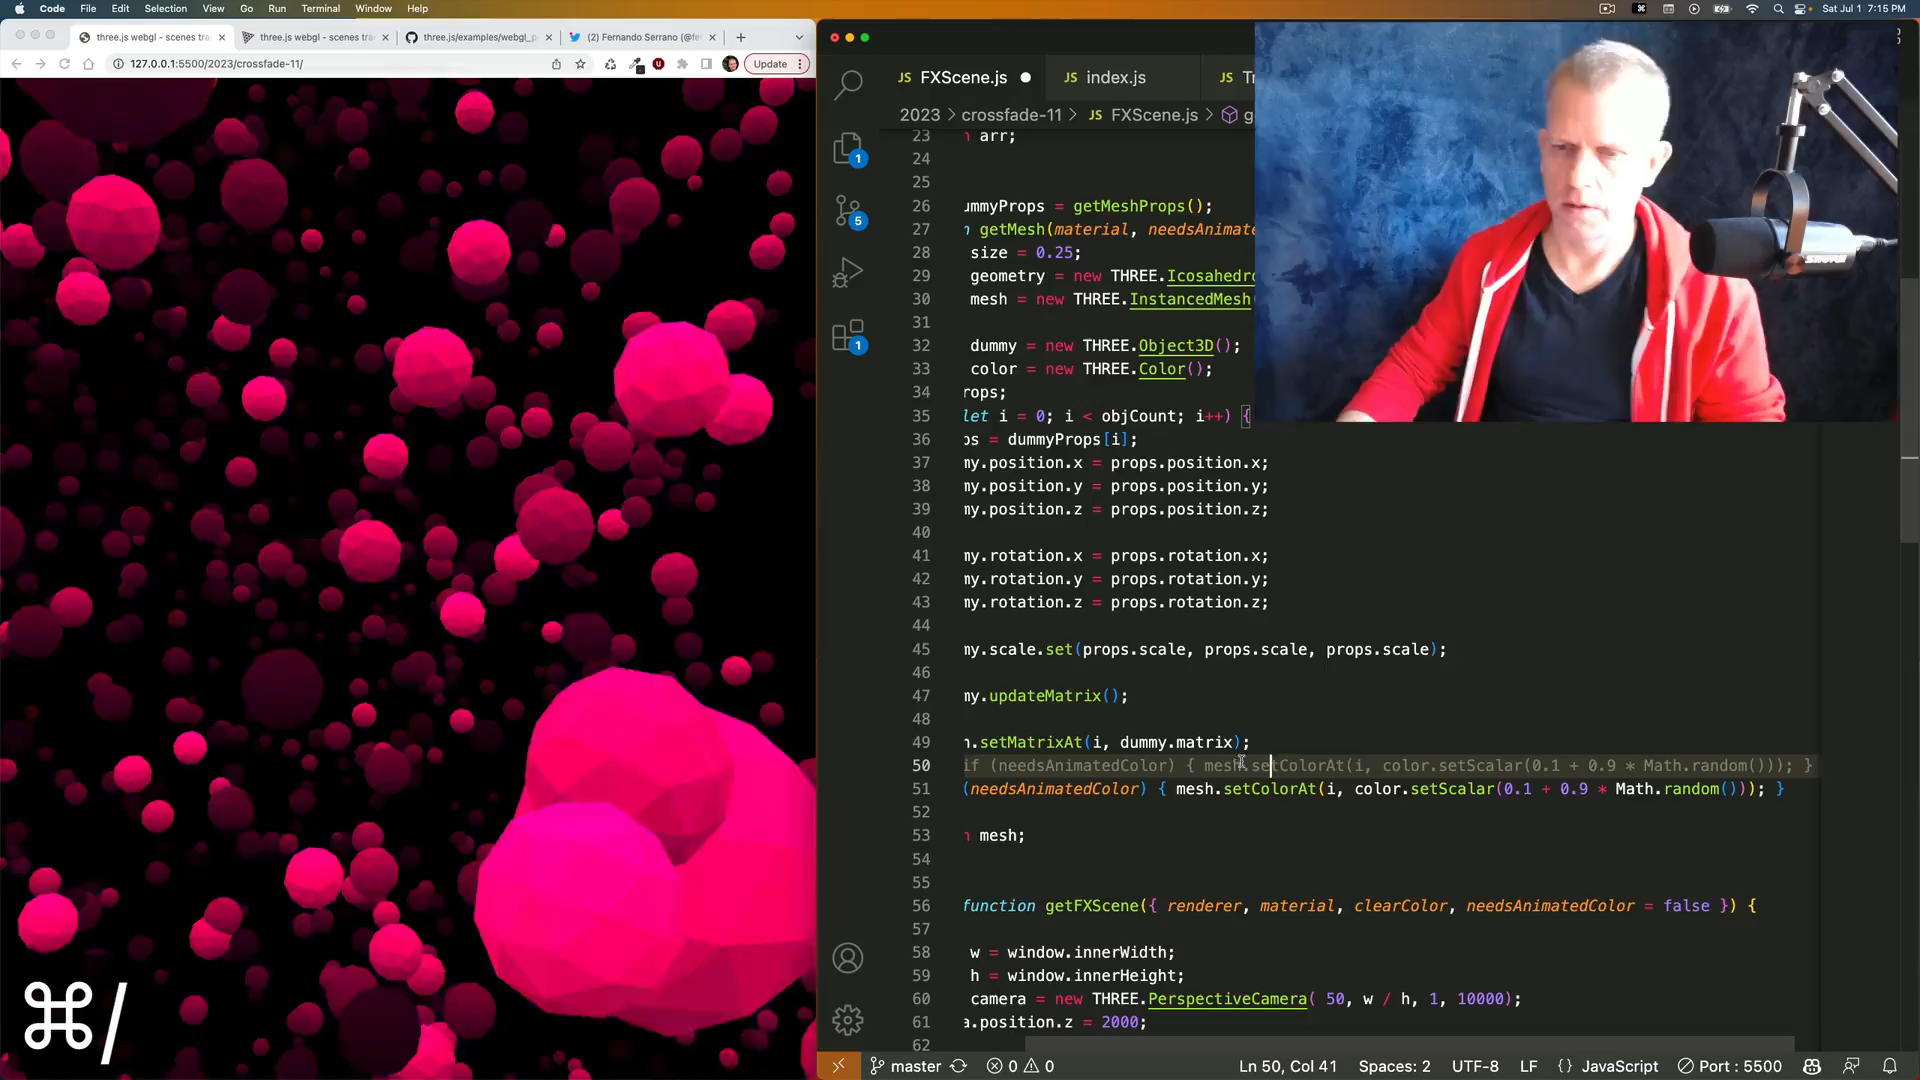 Code File Edit Selection View Go Run Terminal Window Help
Sat Jul 1 7:15 PM
three.js webgl - scenes tra
three.js webgl - scenes tra
three.js/examples/webgl_p
(2) Fernando Serrano (@fe
127.0.0.1:5500/2023/crossfade-11/
Update
JS FXScene.js
JS index.js
JS
2023 > crossfade-11 > JS FXScene.js >
1
5
1
23 arr;
24
25
26 ummyProps = getMeshProps();
27 getMesh(material, needsAnimate
28 size = 0.25;
29 geometry = new THREE.Icosahedro
30 mesh = new THREE.InstancedMesh
31
32 dummy = new THREE.Object3D();
33 color = new THREE.Color();
34 rops;
35 let i = 0; i < objCount; i++) {
36 ps = dummyProps[i];
37 my.position.x = props.position.x;
38 my.position.y = props.position.y;
39 my.position.z = props.position.z;
40
41 my.rotation.x = props.rotation.x;
42 my.rotation.y = props.rotation.y;
43 my.rotation.z = props.rotation.z;
44
45 my.scale.set(props.scale, props.scale, props.scale);
46
47 my.updateMatrix();
48
49 h.setMatrixAt(i, dummy.matrix);
50 if (needsAnimatedColor) { mesh.setColorAt(i, color.setScalar(0.1 + 0.9 * Math.random())); }
51 (needsAnimatedColor) { mesh.setColorAt(i, color.setScalar(0.1 + 0.9 * Math.random())); }
52
53 n mesh;
54
55
56 function getFXScene({ renderer, material, clearColor, needsAnimatedColor = false }) {
57
58 w = window.innerWidth;
59 h = window.innerHeight;
60 camera = new THREE.PerspectiveCamera( 50, w / h, 1, 10000);
61 a.position.z = 2000;
62
⌘/
master 0 0 Ln 50, Col 41 Spaces: 2 UTF-8 LF {} JavaScript Port : 5500